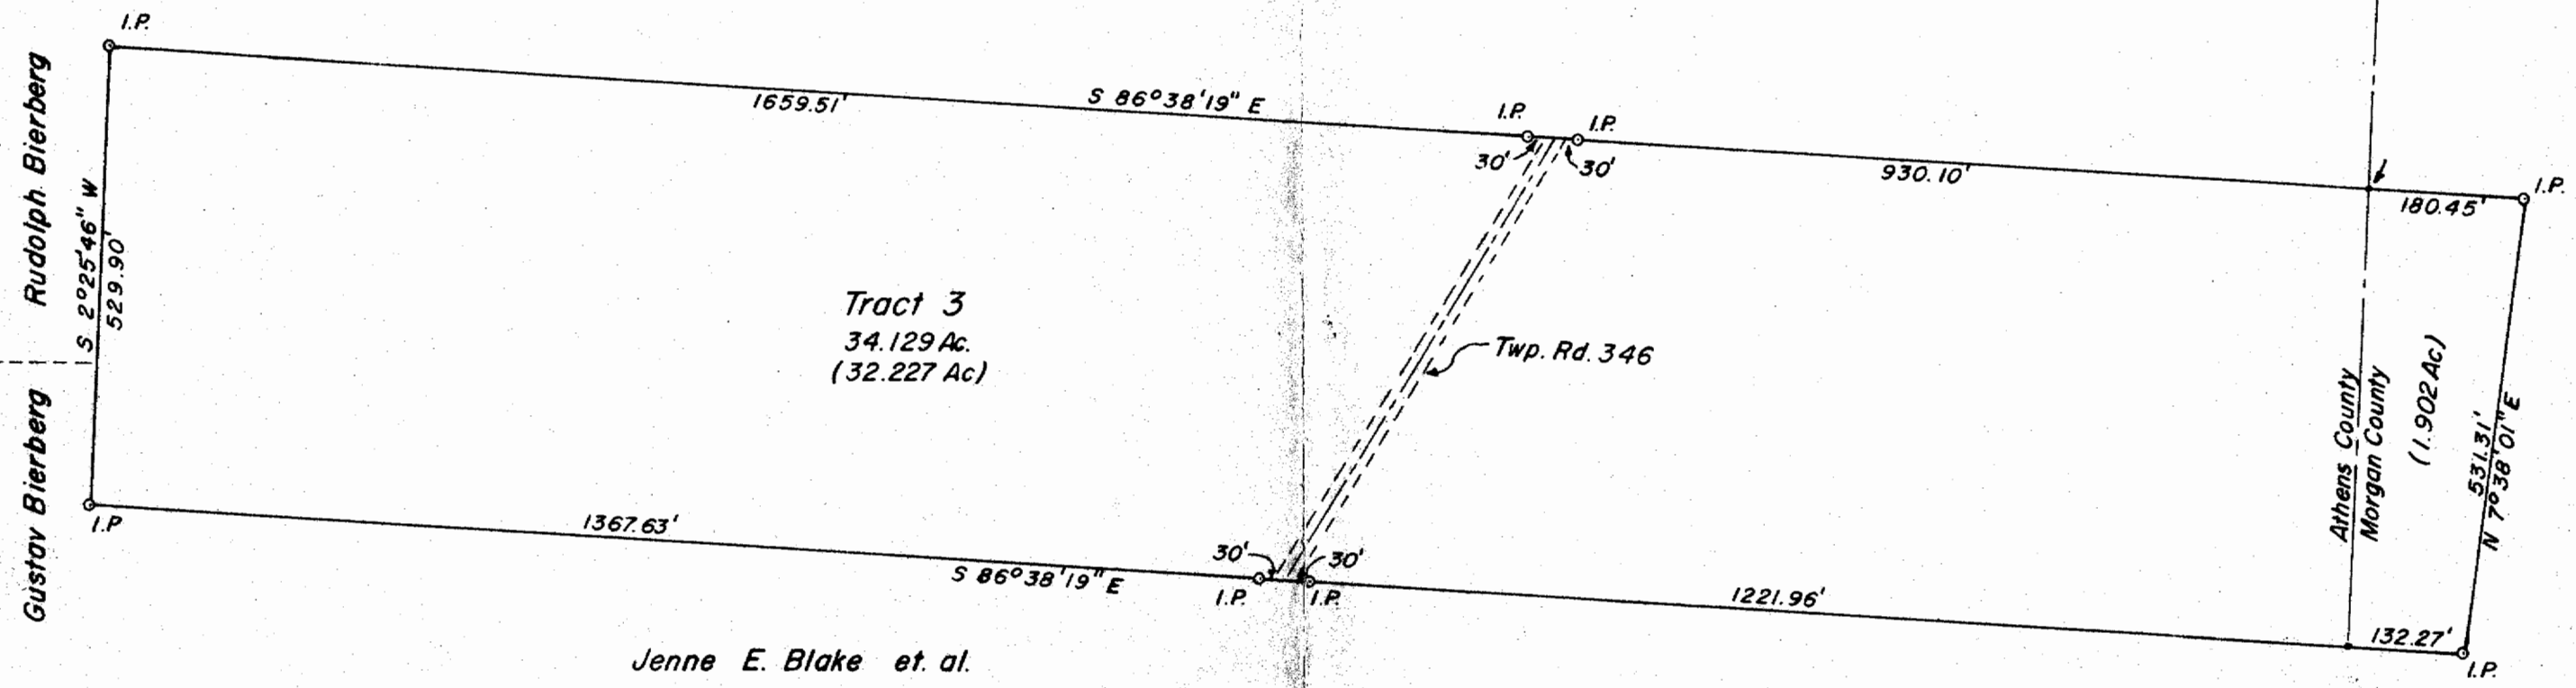 I.P.
Rudolph Bierberg
1659.51'
S 86°38'19" E
I.P.
I.P.
30'
30'
930.10'
I.P.
180.45'
S 2°25'46" W
529.90'
Tract 3
34.129 Ac.
(32.227 Ac)
Twp. Rd. 346
Athens County
Morgan County
(1.902 Ac)
531.31'
N 7°38'01" E
Gustav Bierberg
I.P
1367.63'
S 86°38'19" E
30'
30'
I.P.
I.P.
1221.96'
132.27'
I.P.
Jenne E. Blake et. al.